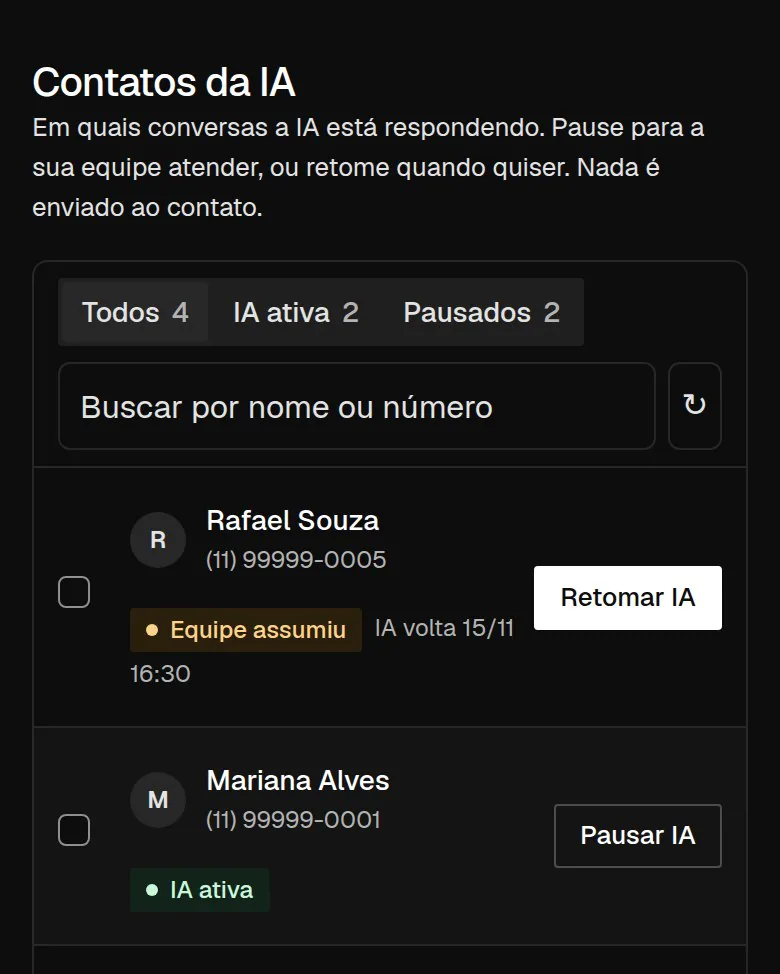 Contatos da IA
Em quais conversas a IA está respondendo. Pause para a
sua equipe atender, ou retome quando quiser. Nada é
enviado ao contato.
Todos 4 IA ativa 2 Pausados 2
Buscar por nome ou número ↻
R Rafael Souza
(11) 99999-0005
Retomar IA
Equipe assumiu IA volta 15/11
16:30
M Mariana Alves
(11) 99999-0001
Pausar IA
IA ativa